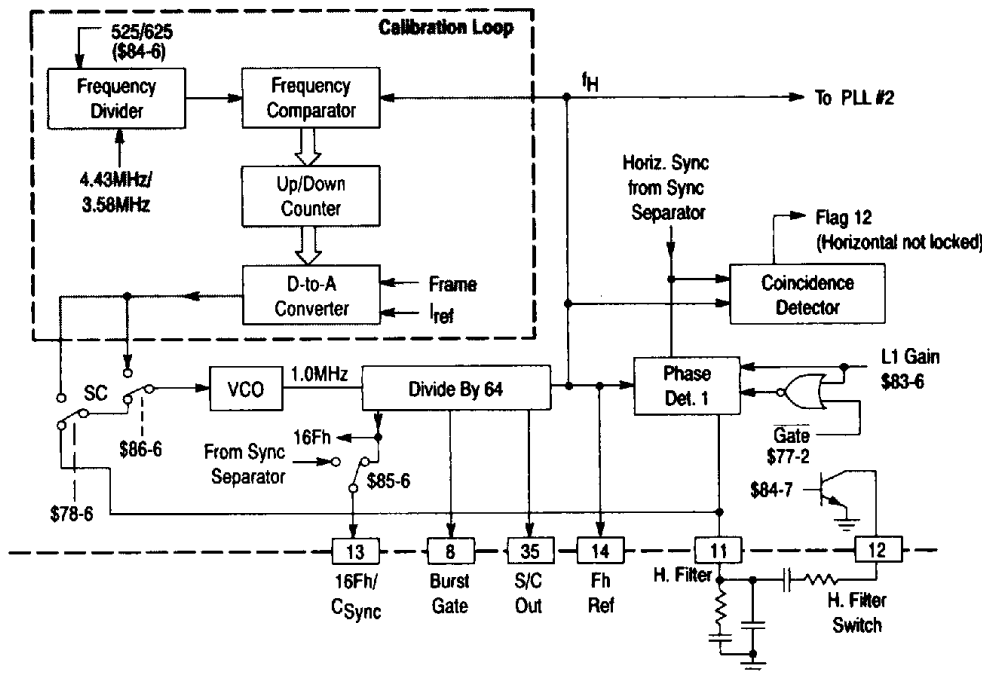 525/625
($84-6)
Calibration Loop
Frequency
Divider
Frequency
Comparator
fH
To PLL #2
4.43MHz/
3.58MHz
Up/Down
Counter
Horiz. Sync
from Sync
Separator
Flag 12
(Horizontal not locked)
D-to-A
Converter
Frame
Iref
Coincidence
Detector
SC
VCO
1.0MHz
Divide By 64
Phase
Det. 1
L1 Gain
$83-6
$86-6
16Fh
From Sync
Separator
$85-6
Gate
$77-2
$78-6
$84-7
13
8
35
14
11
12
16Fh/
CSync
Burst
Gate
S/C
Out
Fh
Ref
H. Filter
H. Filter
Switch